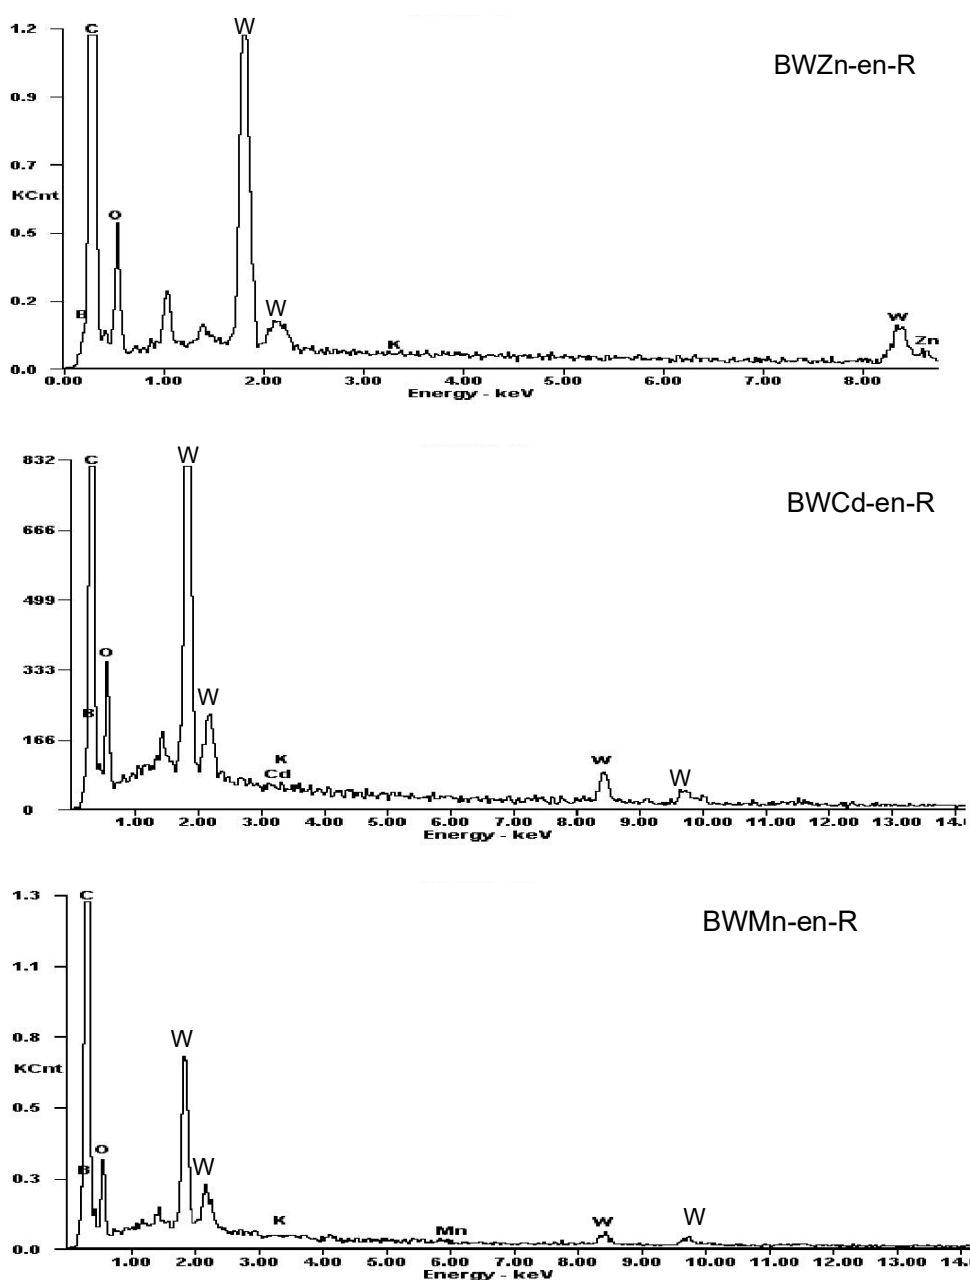 1.2 C W
BWZn-en-R
0.9
0.7
KCnt
O
0.5
0.2
B W K W Zn
0.0
0.00 1.00 2.00 3.00 4.00 5.00 6.00 7.00 8.00
Energy - keV
832 C W
BWCd-en-R
666
499
333 O
B W
166
K
Cd W W
0
1.00 2.00 3.00 4.00 5.00 6.00 7.00 8.00 9.00 10.00 11.00 12.00 13.00 14.(
Energy - keV
1.3 C
BWMn-en-R
1.1
0.8 W
KCnt
0.5
O
0.3 B W
K Mn W W
0.0
1.00 2.00 3.00 4.00 5.00 6.00 7.00 8.00 9.00 10.00 11.00 12.00 13.00 14.(
Energy - keV